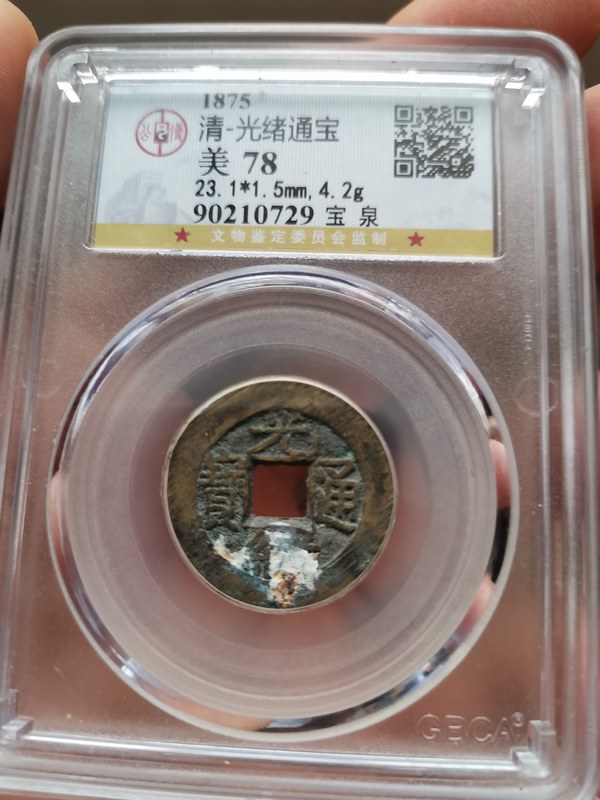 1875
清-光绪通宝
美 78
23.1*1.5mm, 4.2g
90210729 宝 泉
★ 文物鉴定委员会监制 ★
光
寶 通
緒
GBCA